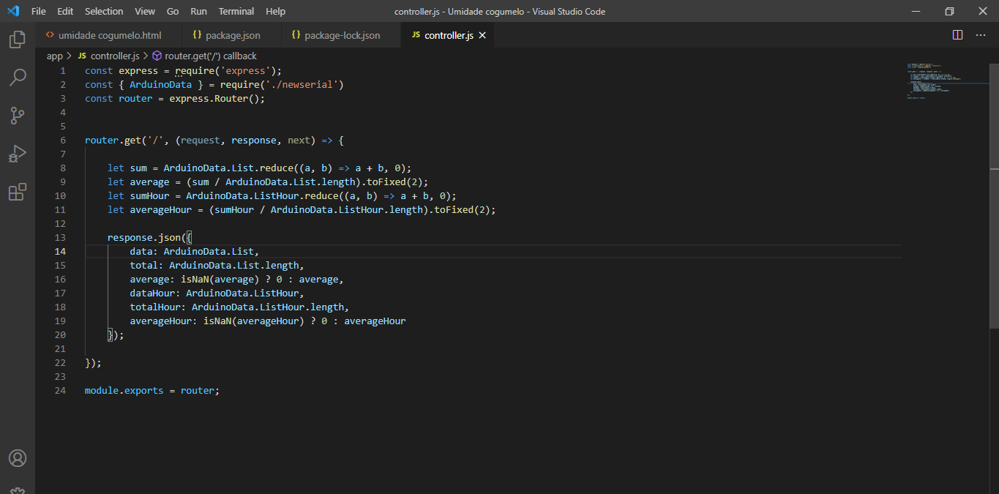 File Edit Selection View Go Run Terminal Help controller.js - Umidade cogumelo - Visual Studio Code
<> umidade cogumelo.html {} package.json {} package-lock.json JS controller.js ×
app > JS controller.js > router.get('/') callback
1 const express = require('express');
2 const { ArduinoData } = require('./newserial')
3 const router = express.Router();
4
5
6 router.get('/', (request, response, next) => {
7
8     let sum = ArduinoData.List.reduce((a, b) => a + b, 0);
9     let average = (sum / ArduinoData.List.length).toFixed(2);
10     let sumHour = ArduinoData.ListHour.reduce((a, b) => a + b, 0);
11     let averageHour = (sumHour / ArduinoData.ListHour.length).toFixed(2);
12
13     response.json({
14         data: ArduinoData.List,
15         total: ArduinoData.List.length,
16         average: isNaN(average) ? 0 : average,
17         dataHour: ArduinoData.ListHour,
18         totalHour: ArduinoData.ListHour.length,
19         averageHour: isNaN(averageHour) ? 0 : averageHour
20     });
21
22 });
23
24 module.exports = router;